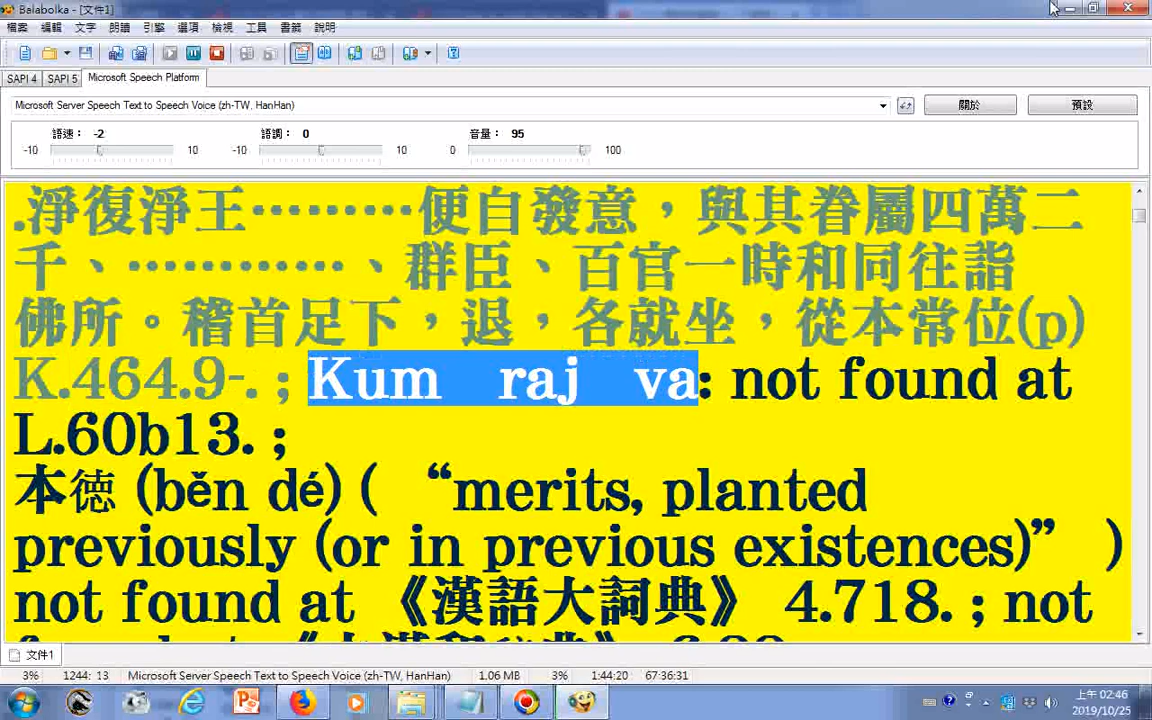 Balabolka - [文件1]
檔案 編輯 文字 朗讀 引擎 選項 檢視 工具 書籤 說明
SAPI 4 SAPI 5 Microsoft Speech Platform
Microsoft Server Speech Text to Speech Voice (zh-TW, HanHan) 關於 預設
語速： -2 語調： 0 音量： 95
-10 10 -10 10 0 100
.淨復淨王………便自發意，與其眷屬四萬二
千、…………、群臣、百官一時和同往詣
佛所。稽首足下，退，各就坐，從本常位(p)
K.464.9-. ; Kum raj va: not found at
L.60b13. ;
本德 (běn dé) ( “merits, planted
previously (or in previous existences)” )
not found at 《漢語大詞典》 4.718. ; not
文件1
3% 1244: 13 Microsoft Server Speech Text to Speech Voice (zh-TW, HanHan) 1.06 MB 3% 1:44:20 67:36:31
上午 02:46
2019/10/25